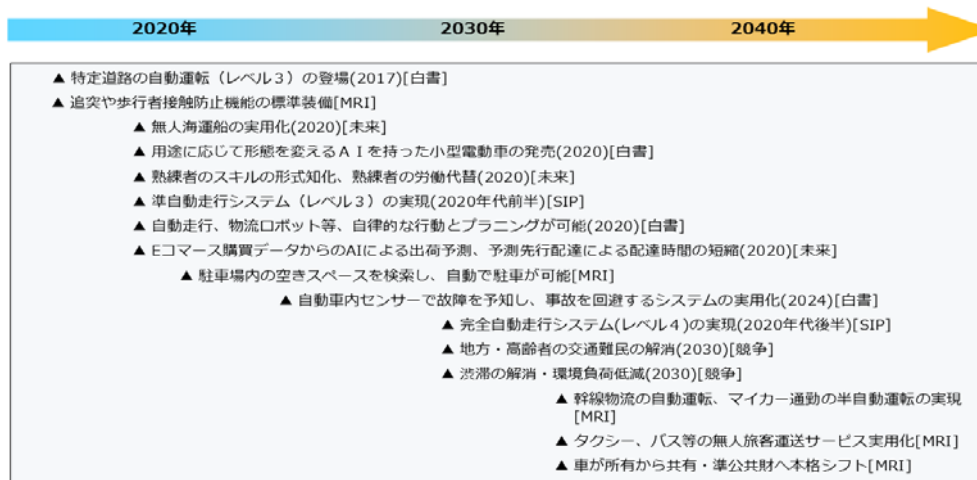 2020年 2030年 2040年
▲ 特定道路の自動運転（レベル３）の登場(2017)[白書]
▲ 追突や歩行者接触防止機能の標準装備[MRI]
▲ 無人海運船の実用化(2020)[未来]
▲ 用途に応じて形態を変えるＡＩを持った小型電動車の発売(2020)[白書]
▲ 熟練者のスキルの形式知化、熟練者の労働代替(2020)[未来]
▲ 準自動走行システム（レベル３）の実現(2020年代前半)[SIP]
▲ 自動走行、物流ロボット等、自律的な行動とプラニングが可能(2020)[白書]
▲ Eコマース購買データからのAIによる出荷予測、予測先行配達による配達時間の短縮(2020)[未来]
▲ 駐車場内の空きスペースを検索し、自動で駐車が可能[MRI]
▲ 自動車内センサーで故障を予知し、事故を回避するシステムの実用化(2024)[白書]
▲ 完全自動走行システム(レベル４)の実現(2020年代後半)[SIP]
▲ 地方・高齢者の交通難民の解消(2030)[競争]
▲ 渋滞の解消・環境負荷低減(2030)[競争]
▲ 幹線物流の自動運転、マイカー通勤の半自動運転の実現
[MRI]
▲ タクシー、バス等の無人旅客運送サービス実用化[MRI]
▲ 車が所有から共有・準公共財へ本格シフト[MRI]